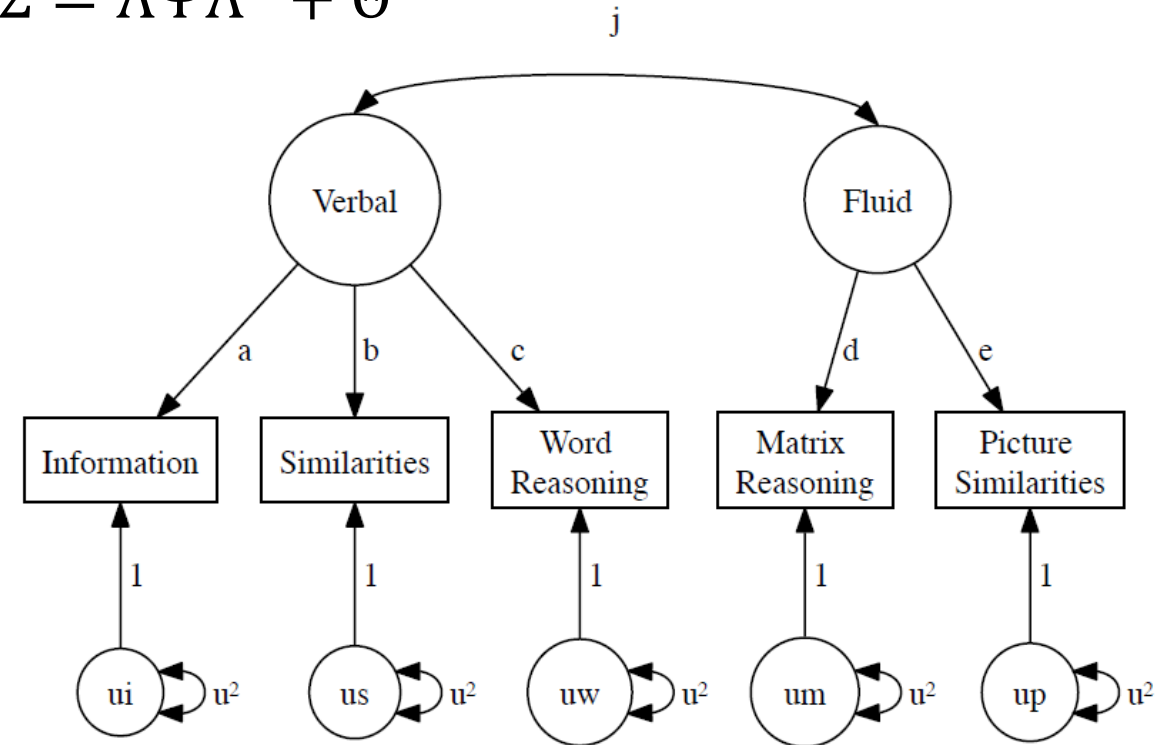 Σ = ΛΨΛ + Θ
j
Verbal Fluid
a b c d e
Information Similarities Word Reasoning Matrix Reasoning Picture Similarities
1 1 1 1 1
ui u² us u² uw u² um u² up u²